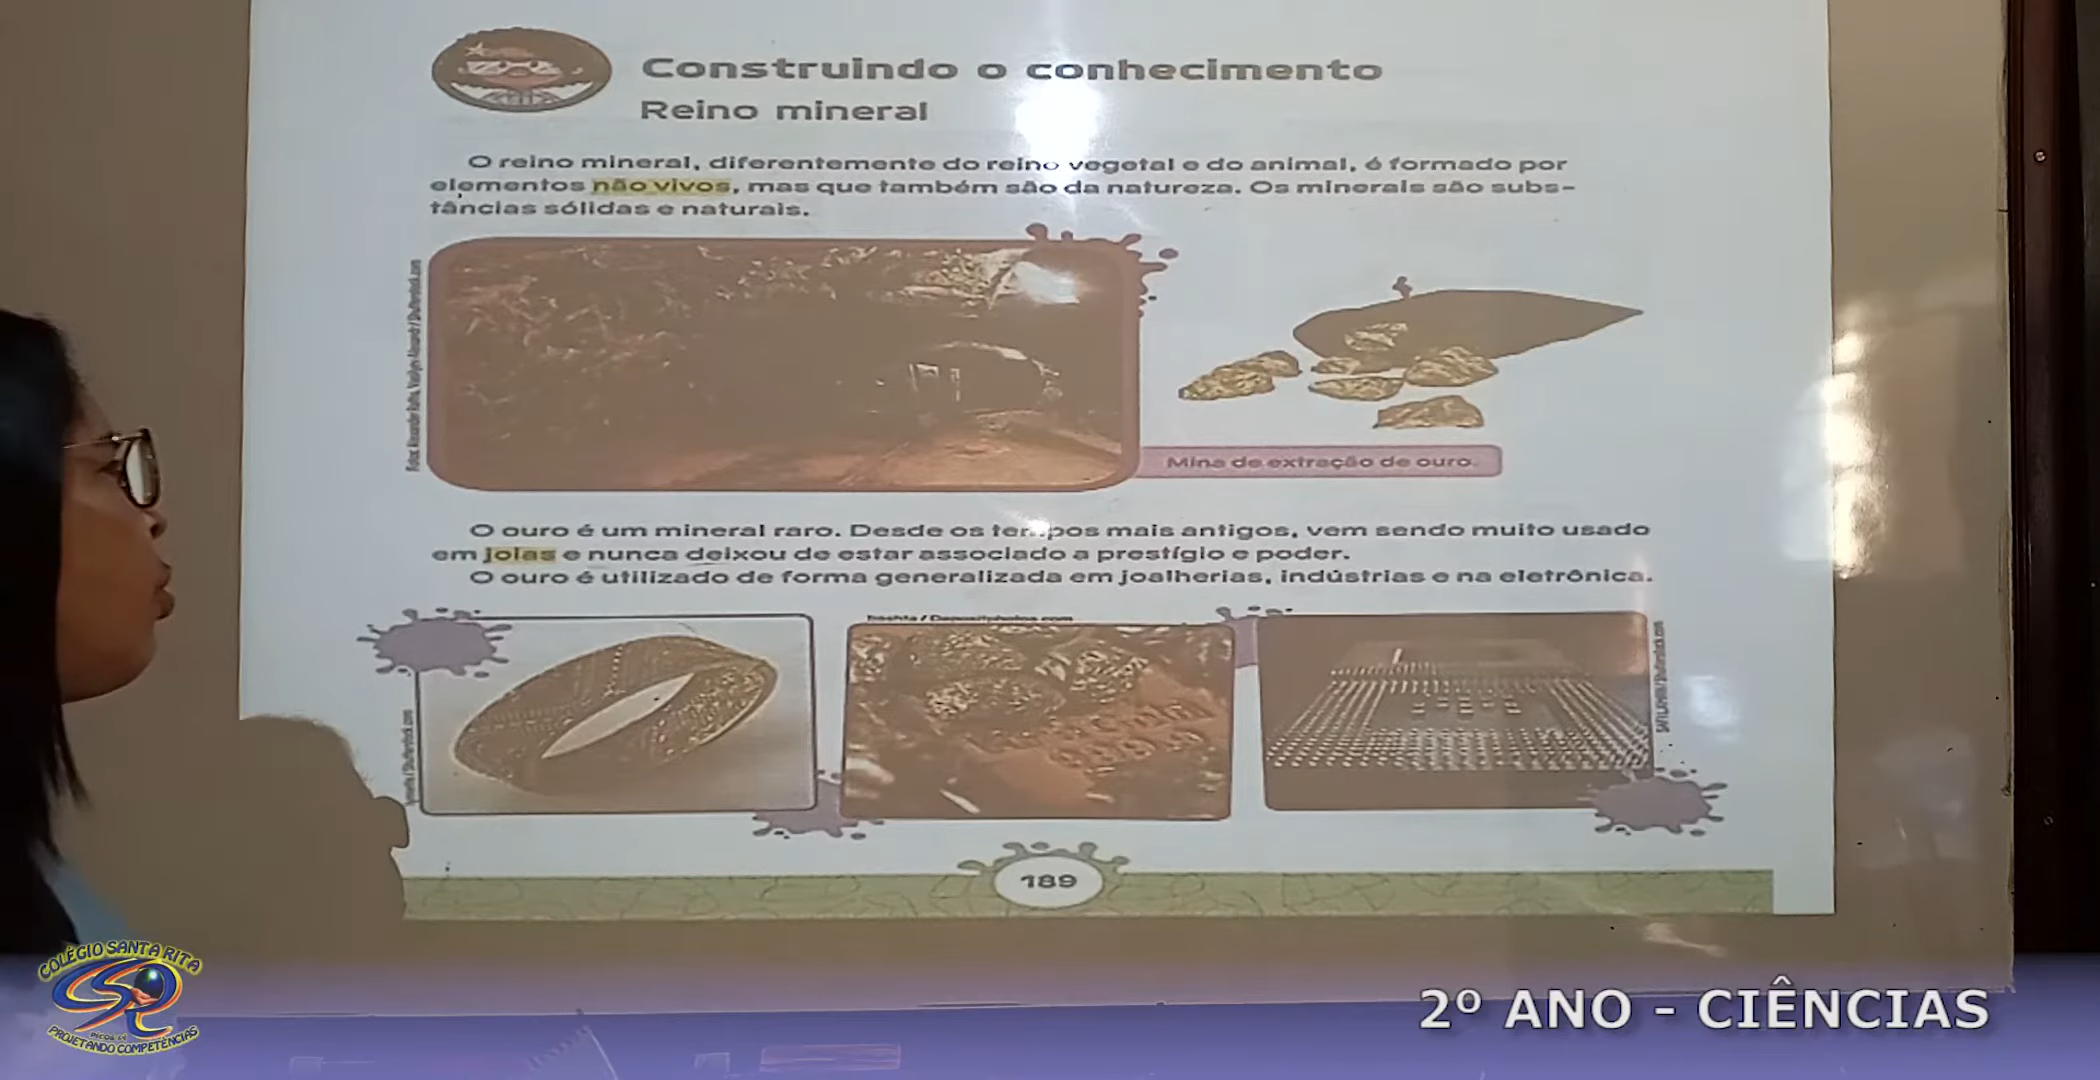 Construindo o conhecimento
Reino mineral
O reino mineral, diferentemente do reino vegetal e do animal, é formado por
elementos não vivos, mas que também são da natureza. Os minerais são subs-
tâncias sólidas e naturais.
Mina de extração de ouro.
O ouro é um mineral raro. Desde os tempos mais antigos, vem sendo muito usado
em joias e nunca deixou de estar associado a prestígio e poder.
O ouro é utilizado de forma generalizada em joalherias, indústrias e na eletrônica.
189
COLÉGIO SANTA RITA
PROJETANDO COMPETÊNCIAS
2º ANO - CIÊNCIAS